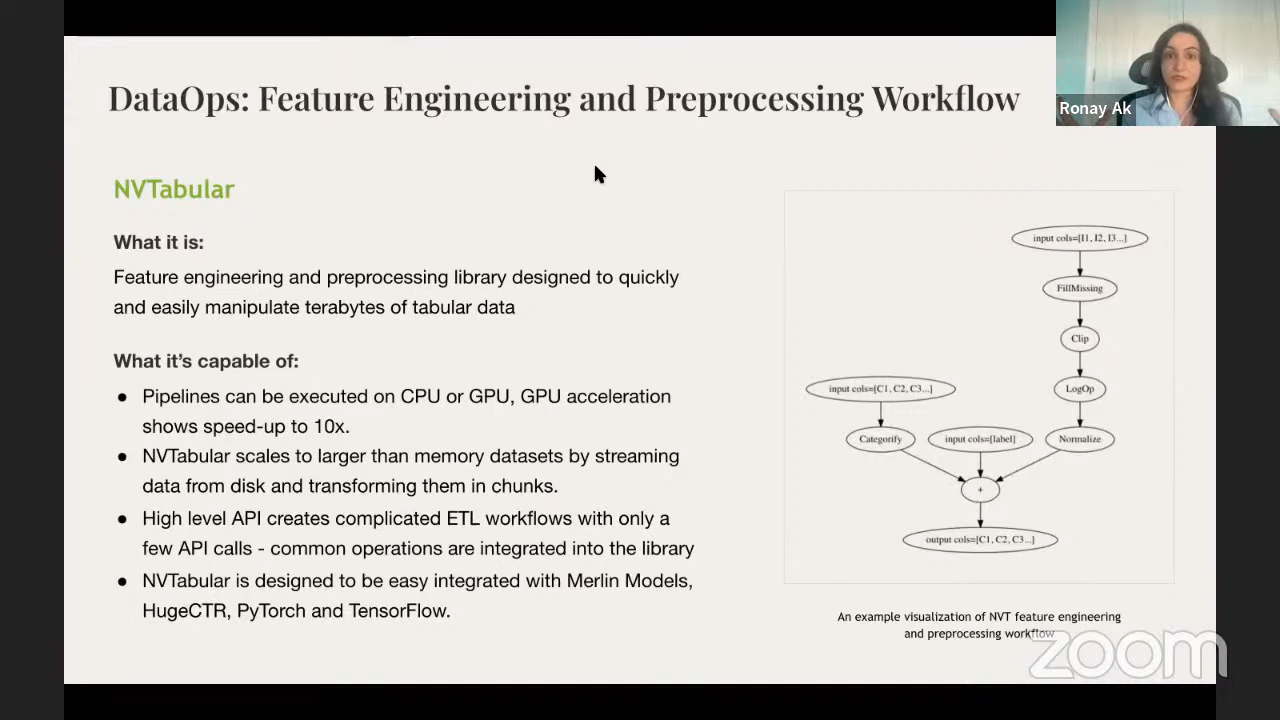 DataOps: Feature Engineering and Preprocessing Workflow
Ronay Ak
NVTabular
What it is:
Feature engineering and preprocessing library designed to quickly
and easily manipulate terabytes of tabular data
What it's capable of:
● Pipelines can be executed on CPU or GPU, GPU acceleration
shows speed-up to 10x.
● NVTabular scales to larger than memory datasets by streaming
data from disk and transforming them in chunks.
● High level API creates complicated ETL workflows with only a
few API calls - common operations are integrated into the library
● NVTabular is designed to be easy integrated with Merlin Models,
HugeCTR, PyTorch and TensorFlow.
input cols=[I1, I2, I3...]
FillMissing
Clip
input cols=[C1, C2, C3...]
LogOp
Categorify
input cols=[label]
Normalize
+
output cols=[C1, C2, C3...]
An example visualization of NVT feature engineering
and preprocessing workflow
zoom